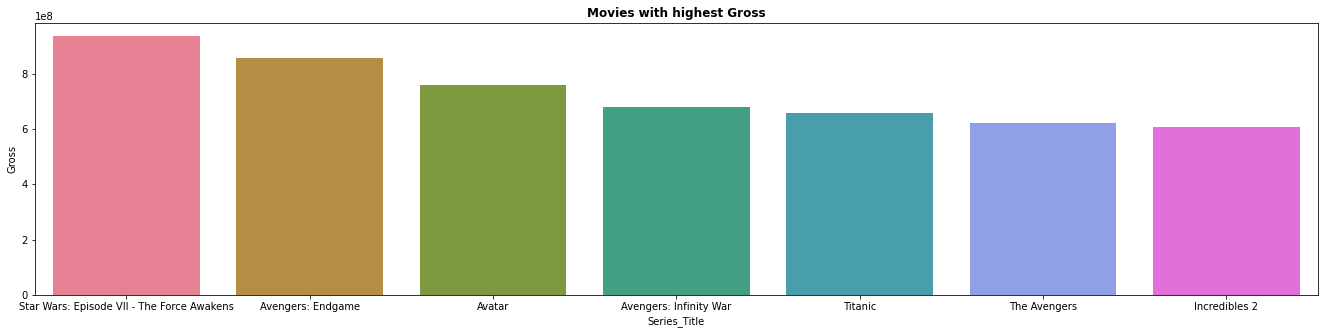 Movies with highest Gross
1e8
8
6
4
2
0
Gross
Star Wars: Episode VII - The Force Awakens Avengers: Endgame Avatar Avengers: Infinity War Titanic The Avengers Incredibles 2
Series_Title